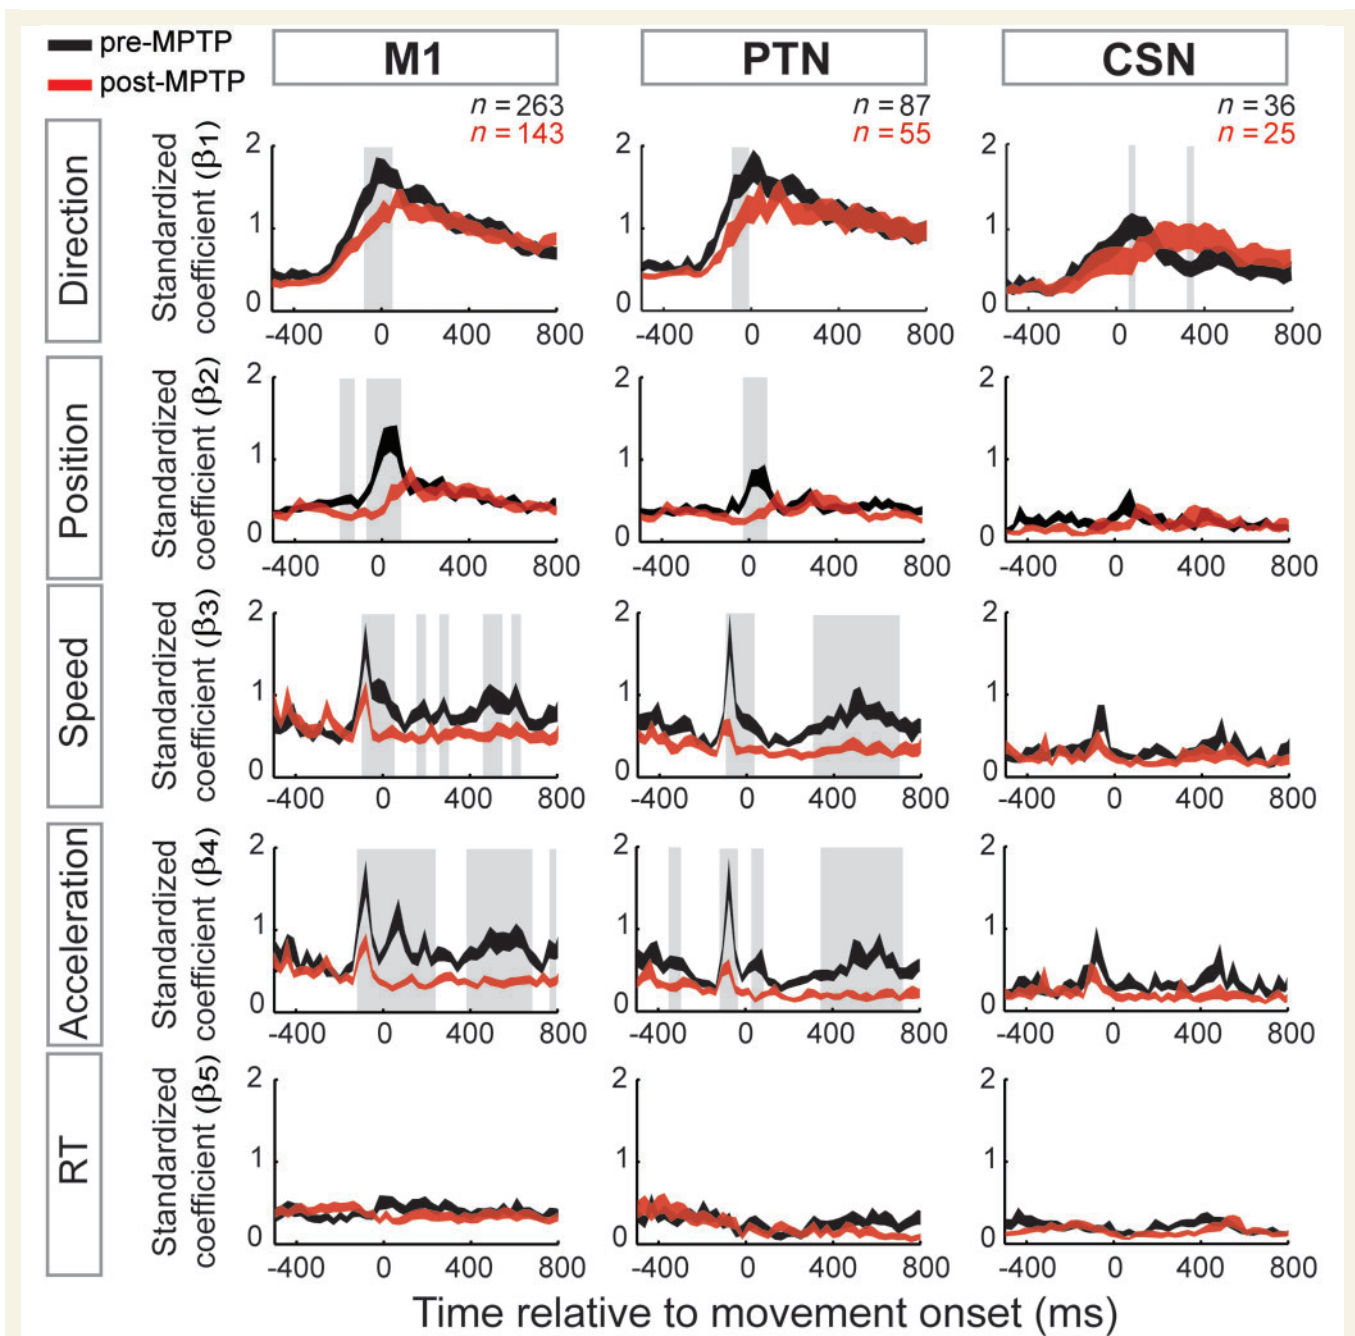 pre-MPTP
post-MPTP
M1
PTN
CSN
n = 263
n = 143
n = 87
n = 55
n = 36
n = 25
Direction
Standardized
coefficient (β1)
2
1
0
-400 0 400 800
2
1
0
-400 0 400 800
2
1
0
-400 0 400 800
Position
Standardized
coefficient (β2)
2
1
0
-400 0 400 800
2
1
0
-400 0 400 800
2
1
0
-400 0 400 800
Speed
Standardized
coefficient (β3)
2
1
0
-400 0 400 800
2
1
0
-400 0 400 800
2
1
0
-400 0 400 800
Acceleration
Standardized
coefficient (β4)
2
1
0
-400 0 400 800
2
1
0
-400 0 400 800
2
1
0
-400 0 400 800
RT
Standardized
coefficient (β5)
2
1
0
-400 0 400 800
2
1
0
-400 0 400 800
2
1
0
-400 0 400 800
Time relative to movement onset (ms)